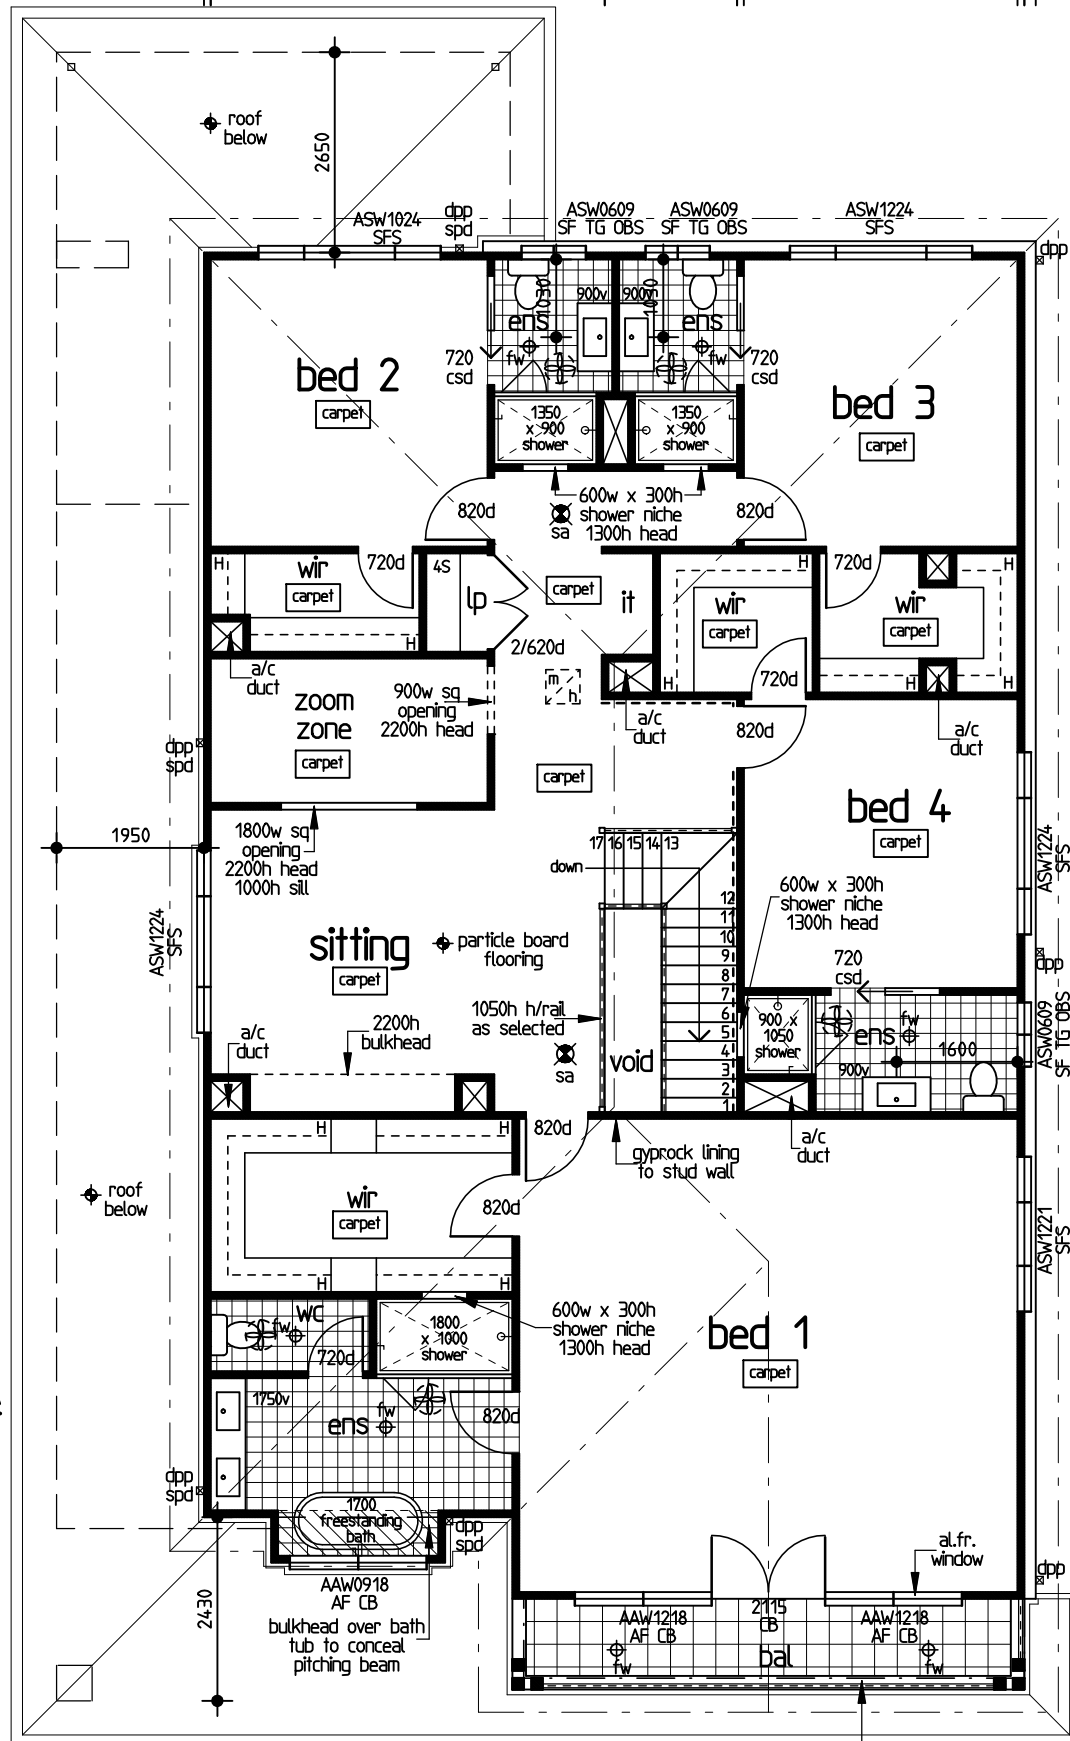 roof
below
2650
ASW1024
SFS
dpp
spd
ASW0609
SF TG OBS
ASW0609
SF TG OBS
ASW1224
SFS
dpp
1030
900v
900v
1030
ens
ens
fw
fw
720
csd
720
csd
bed 2
carpet
bed 3
carpet
1350
x 900
shower
1350
x 900
shower
600w x 300h
shower niche
1300h head
820d
820d
sa
H
wir
carpet
720d
4S
lp
carpet
it
H
wir
carpet
720d
wir
carpet
H
H
2/620d
H
720d
H
H
a/c
duct
zoom
zone
carpet
900w sq
opening
2200h head
m
h
a/c
duct
820d
a/c
duct
dpp
spd
carpet
bed 4
carpet
1950
1800w sq
opening
2200h head
1000h sill
17
16
15
14
13
down
12
11
10
9
8
7
6
5
4
3
2
1
600w x 300h
shower niche
1300h head
ASW1224
SFS
ASW1224
SFS
sitting
carpet
particle board
flooring
720
csd
dpp
1050h h/rail
as selected
2200h
bulkhead
a/c
duct
sa
void
900 x
1050
shower
ens
fw
1600
900v
ASW0609
SF TG OBS
820d
gyprock lining
to stud wall
a/c
duct
H
H
wir
carpet
820d
H
H
roof
below
ASW1221
SFS
WC
fw
720d
1800
x 1000
shower
600w x 300h
shower niche
1300h head
bed 1
carpet
1750v
ens
fw
820d
dpp
spd
1700
freestanding
bath
dpp
spd
AAW0918
AF CB
2430
bulkhead over bath
tub to conceal
pitching beam
al.fr.
window
dpp
AAW1218
AF CB
2115
CB
AAW1218
AF CB
bal
fw
fw